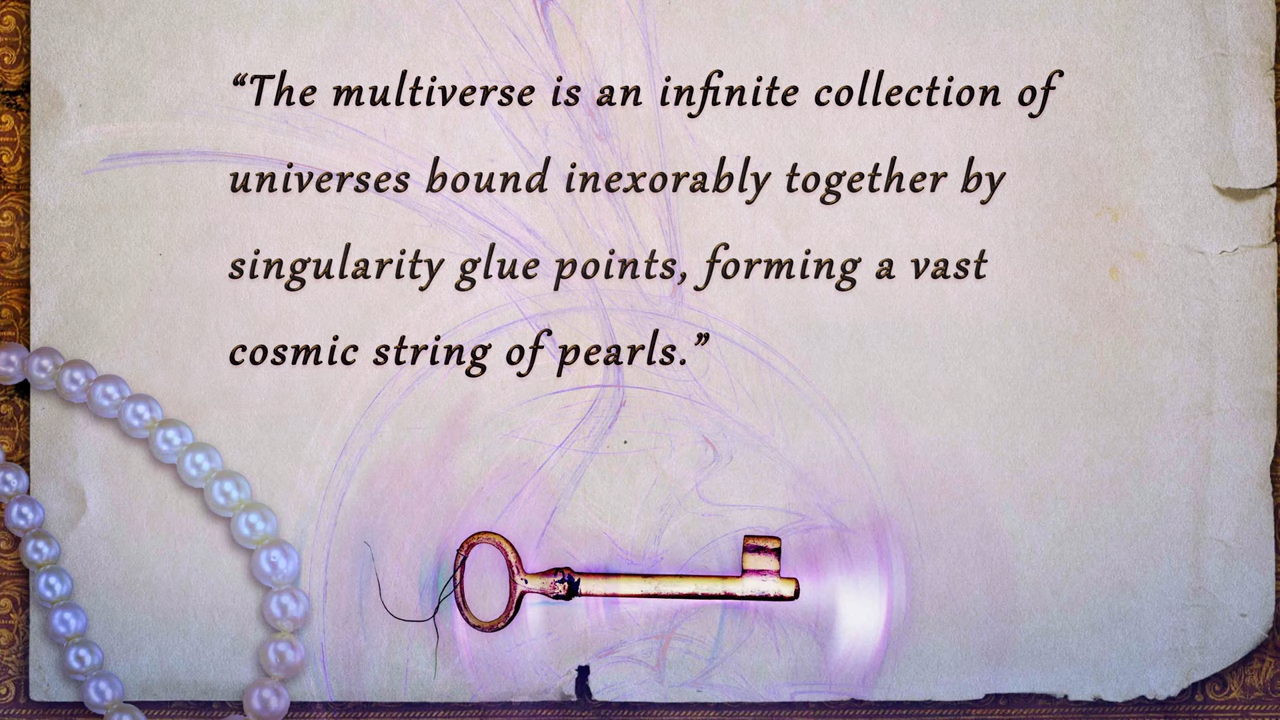 “The multiverse is an infinite collection of
universes bound inexorably together by
singularity glue points, forming a vast
cosmic string of pearls.”